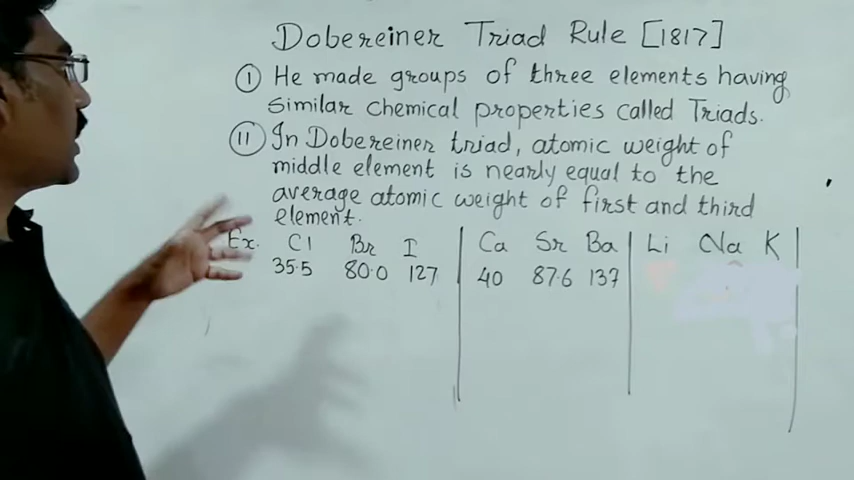 Dobereiner Triad Rule [1817]
(I) He made groups of three elements having
similar chemical properties called Triads.
(II) In Dobereiner triad, atomic weight of
middle element is nearly equal to the
average atomic weight of first and third
element.
Ex. Cl Br I Ca Sr Ba Li Na K
35.5 80.0 127 40 87.6 137